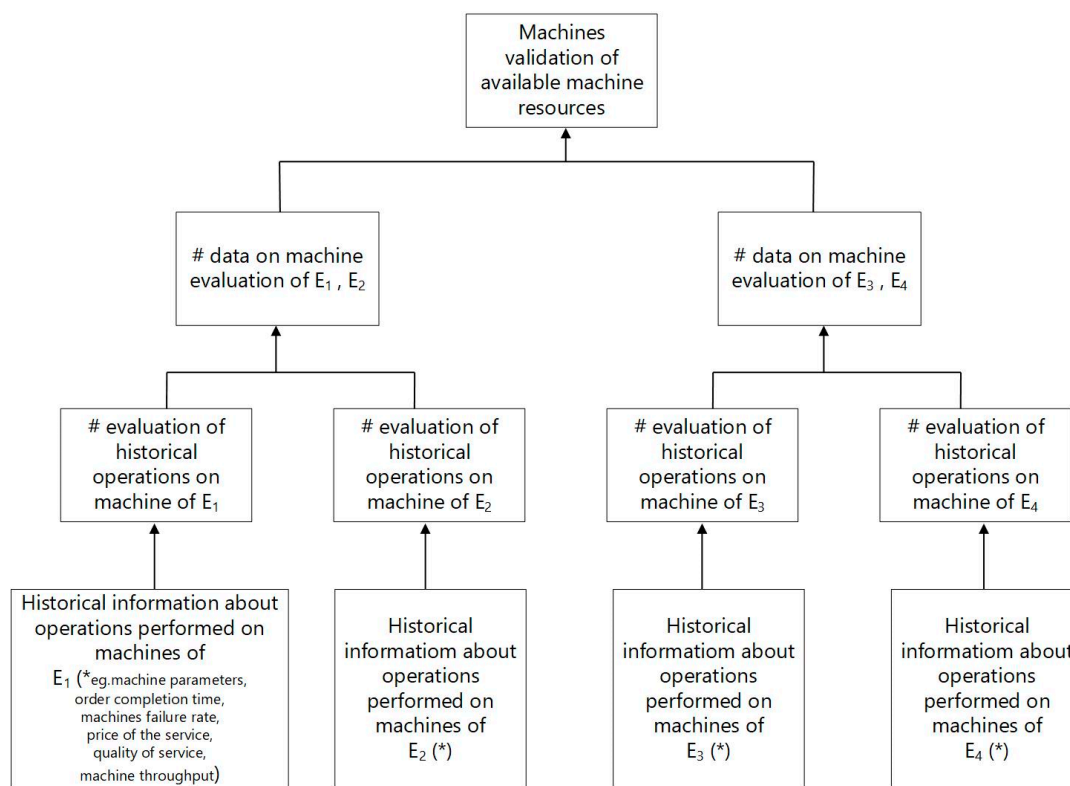 Machines
validation of
available machine
resources
# data on machine
evaluation of E₁ , E₂
# data on machine
evaluation of E₃ , E₄
# evaluation of
historical
operations on
machine of E₁
# evaluation of
historical
operations on
machine of E₂
# evaluation of
historical
operations on
machine of E₃
# evaluation of
historical
operations on
machine of E₄
Historical information about
operations performed on
machines of
E₁ (*eg.machine parameters,
order completion time,
machines failure rate,
price of the service,
quality of service,
machine throughput)
Historical
informatiom about
operations
performed on
machines of
E₂ (*)
Historical
informatiom about
operations
performed on
machines of
E₃ (*)
Historical
informatiom about
operations
performed on
machines of
E₄ (*)